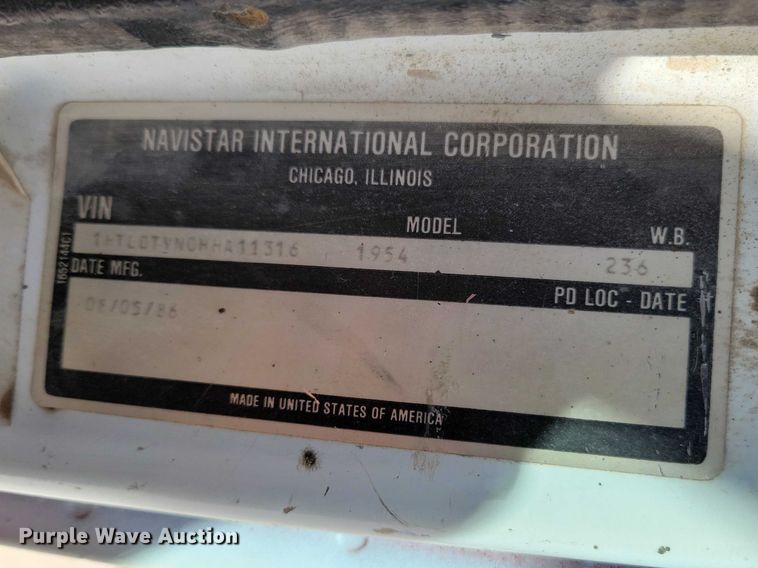 NAVISTAR INTERNATIONAL CORPORATION
CHICAGO, ILLINOIS
VIN MODEL W.B.
1954 236
1652144C1
DATE MFG. PD LOC - DATE
MADE IN UNITED STATES OF AMERICA
Purple Wave Auction